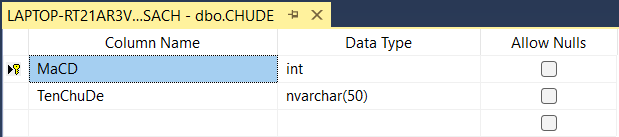 LAPTOP-RT21AR3V...SACH - dbo.CHUDE
Column Name Data Type Allow Nulls
MaCD int
TenChuDe nvarchar(50)